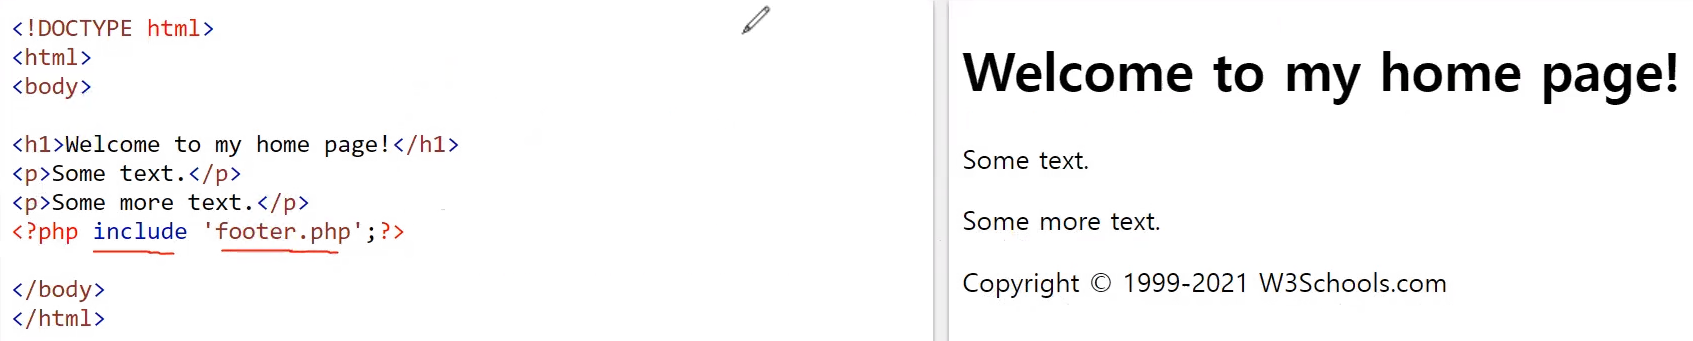 <!DOCTYPE html>
<html>
<body>
<h1>Welcome to my home page!</h1>
<p>Some text.</p>
<p>Some more text.</p>
<?php include 'footer.php';?>
</body>
</html>
Welcome to my home page!
Some text.
Some more text.
Copyright © 1999-2021 W3Schools.com